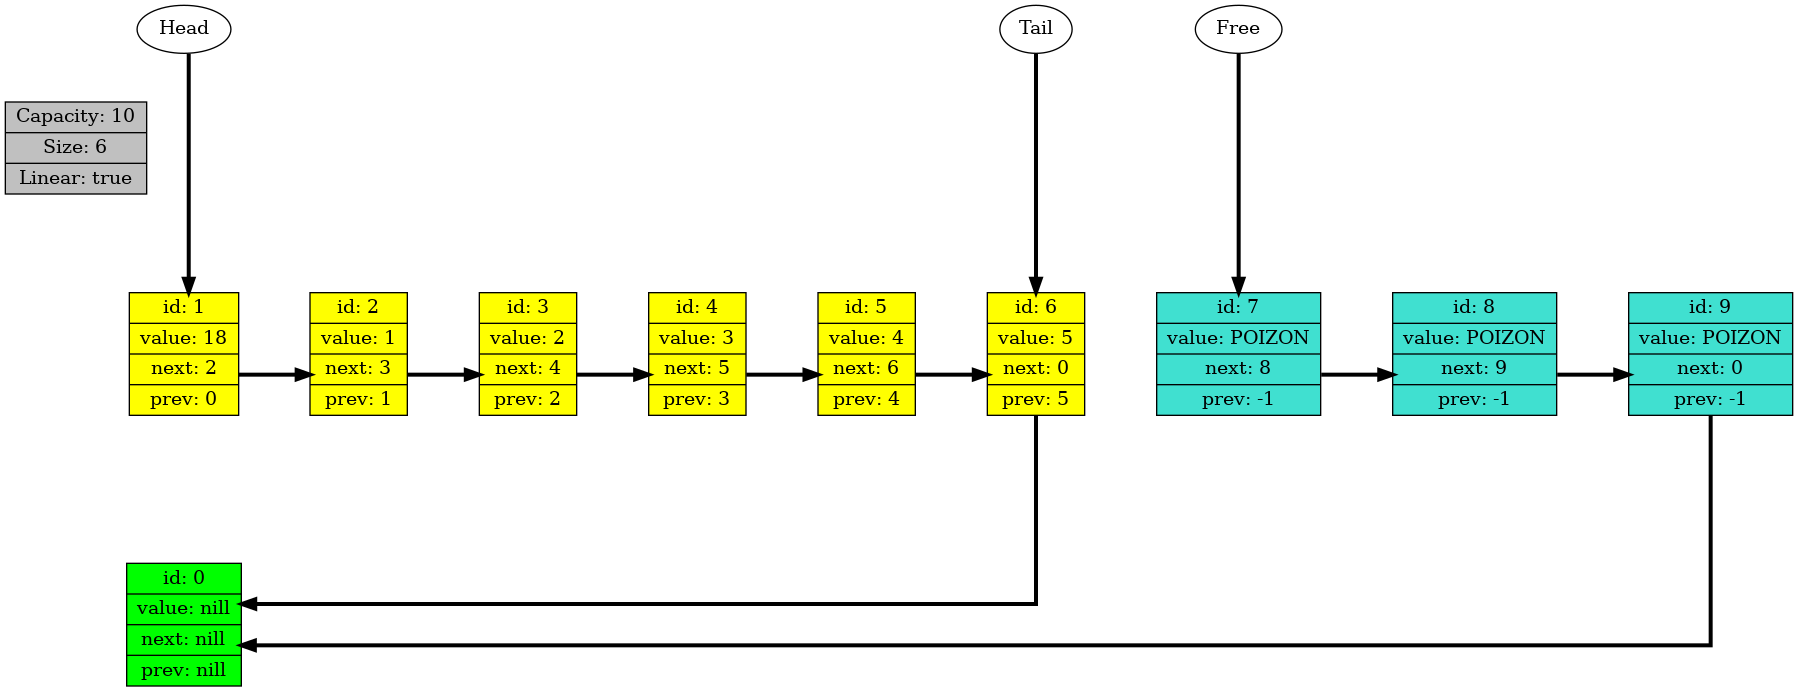 Head
Tail
Free
Capacity: 10
Size: 6
Linear: true
id: 1
value: 18
next: 2
prev: 0
id: 2
value: 1
next: 3
prev: 1
id: 3
value: 2
next: 4
prev: 2
id: 4
value: 3
next: 5
prev: 3
id: 5
value: 4
next: 6
prev: 4
id: 6
value: 5
next: 0
prev: 5
id: 7
value: POIZON
next: 8
prev: -1
id: 8
value: POIZON
next: 9
prev: -1
id: 9
value: POIZON
next: 0
prev: -1
id: 0
value: nill
next: nill
prev: nill